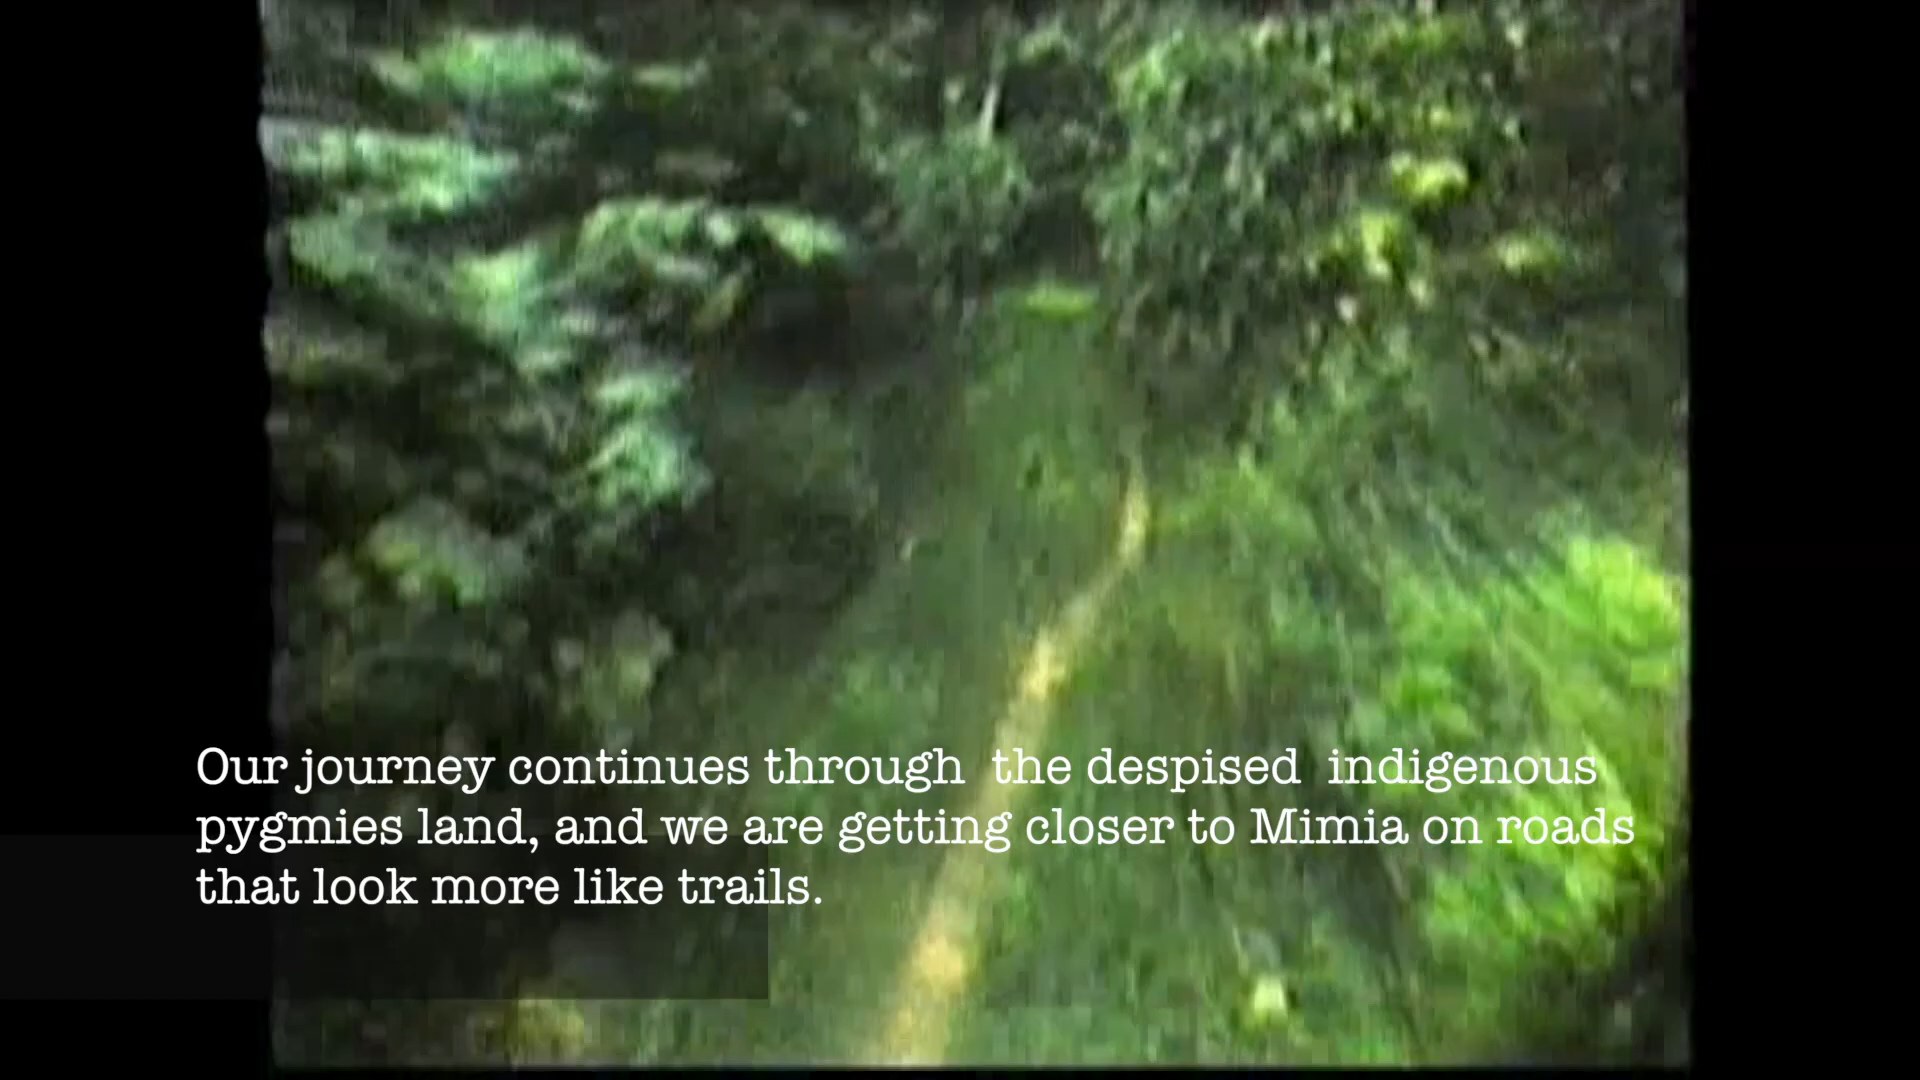 Our journey continues through  the despised  indigenous
pygmies land, and we are getting closer to Mimia on roads
that look more like trails.